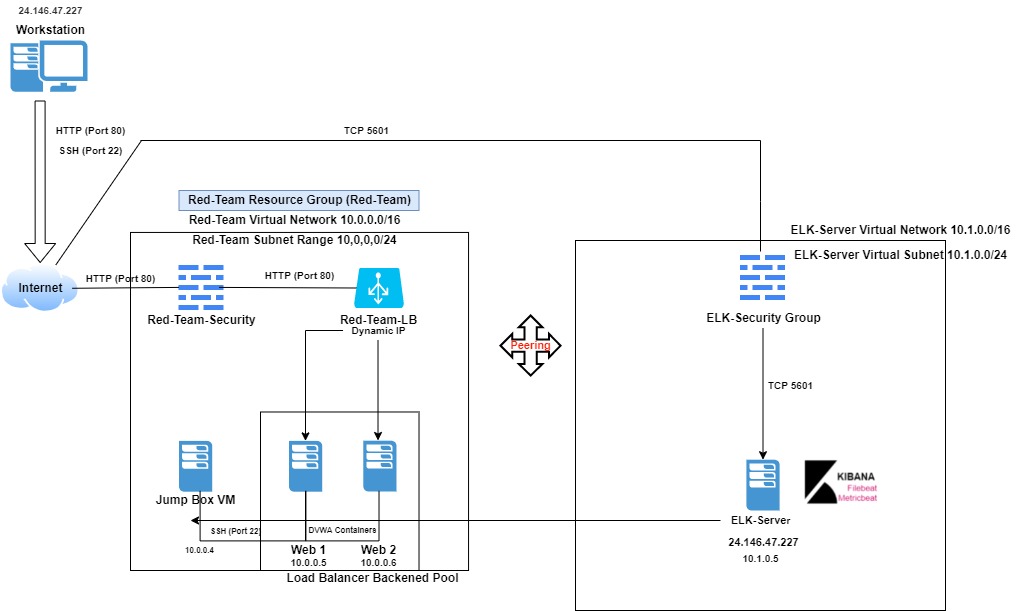 24.146.47.227
Workstation
HTTP (Port 80)
SSH (Port 22)
TCP 5601
Red-Team Resource Group (Red-Team)
Red-Team Virtual Network 10.0.0.0/16
Red-Team Subnet Range 10,0,0,0/24
ELK-Server Virtual Network 10.1.0.0/16
ELK-Server Virtual Subnet 10.1.0.0/24
Internet
HTTP (Port 80)
HTTP (Port 80)
Red-Team-Security
Red-Team-LB
Dynamic IP
Peering
ELK-Security Group
TCP 5601
Jump Box VM
SSH (Port 22)
DVWA Containers
10.0.0.4
Web 1
10.0.0.5
Web 2
10.0.0.6
Load Balancer Backened Pool
KIBANA
Filebeat
Metricbeat
ELK-Server
24.146.47.227
10.1.0.5